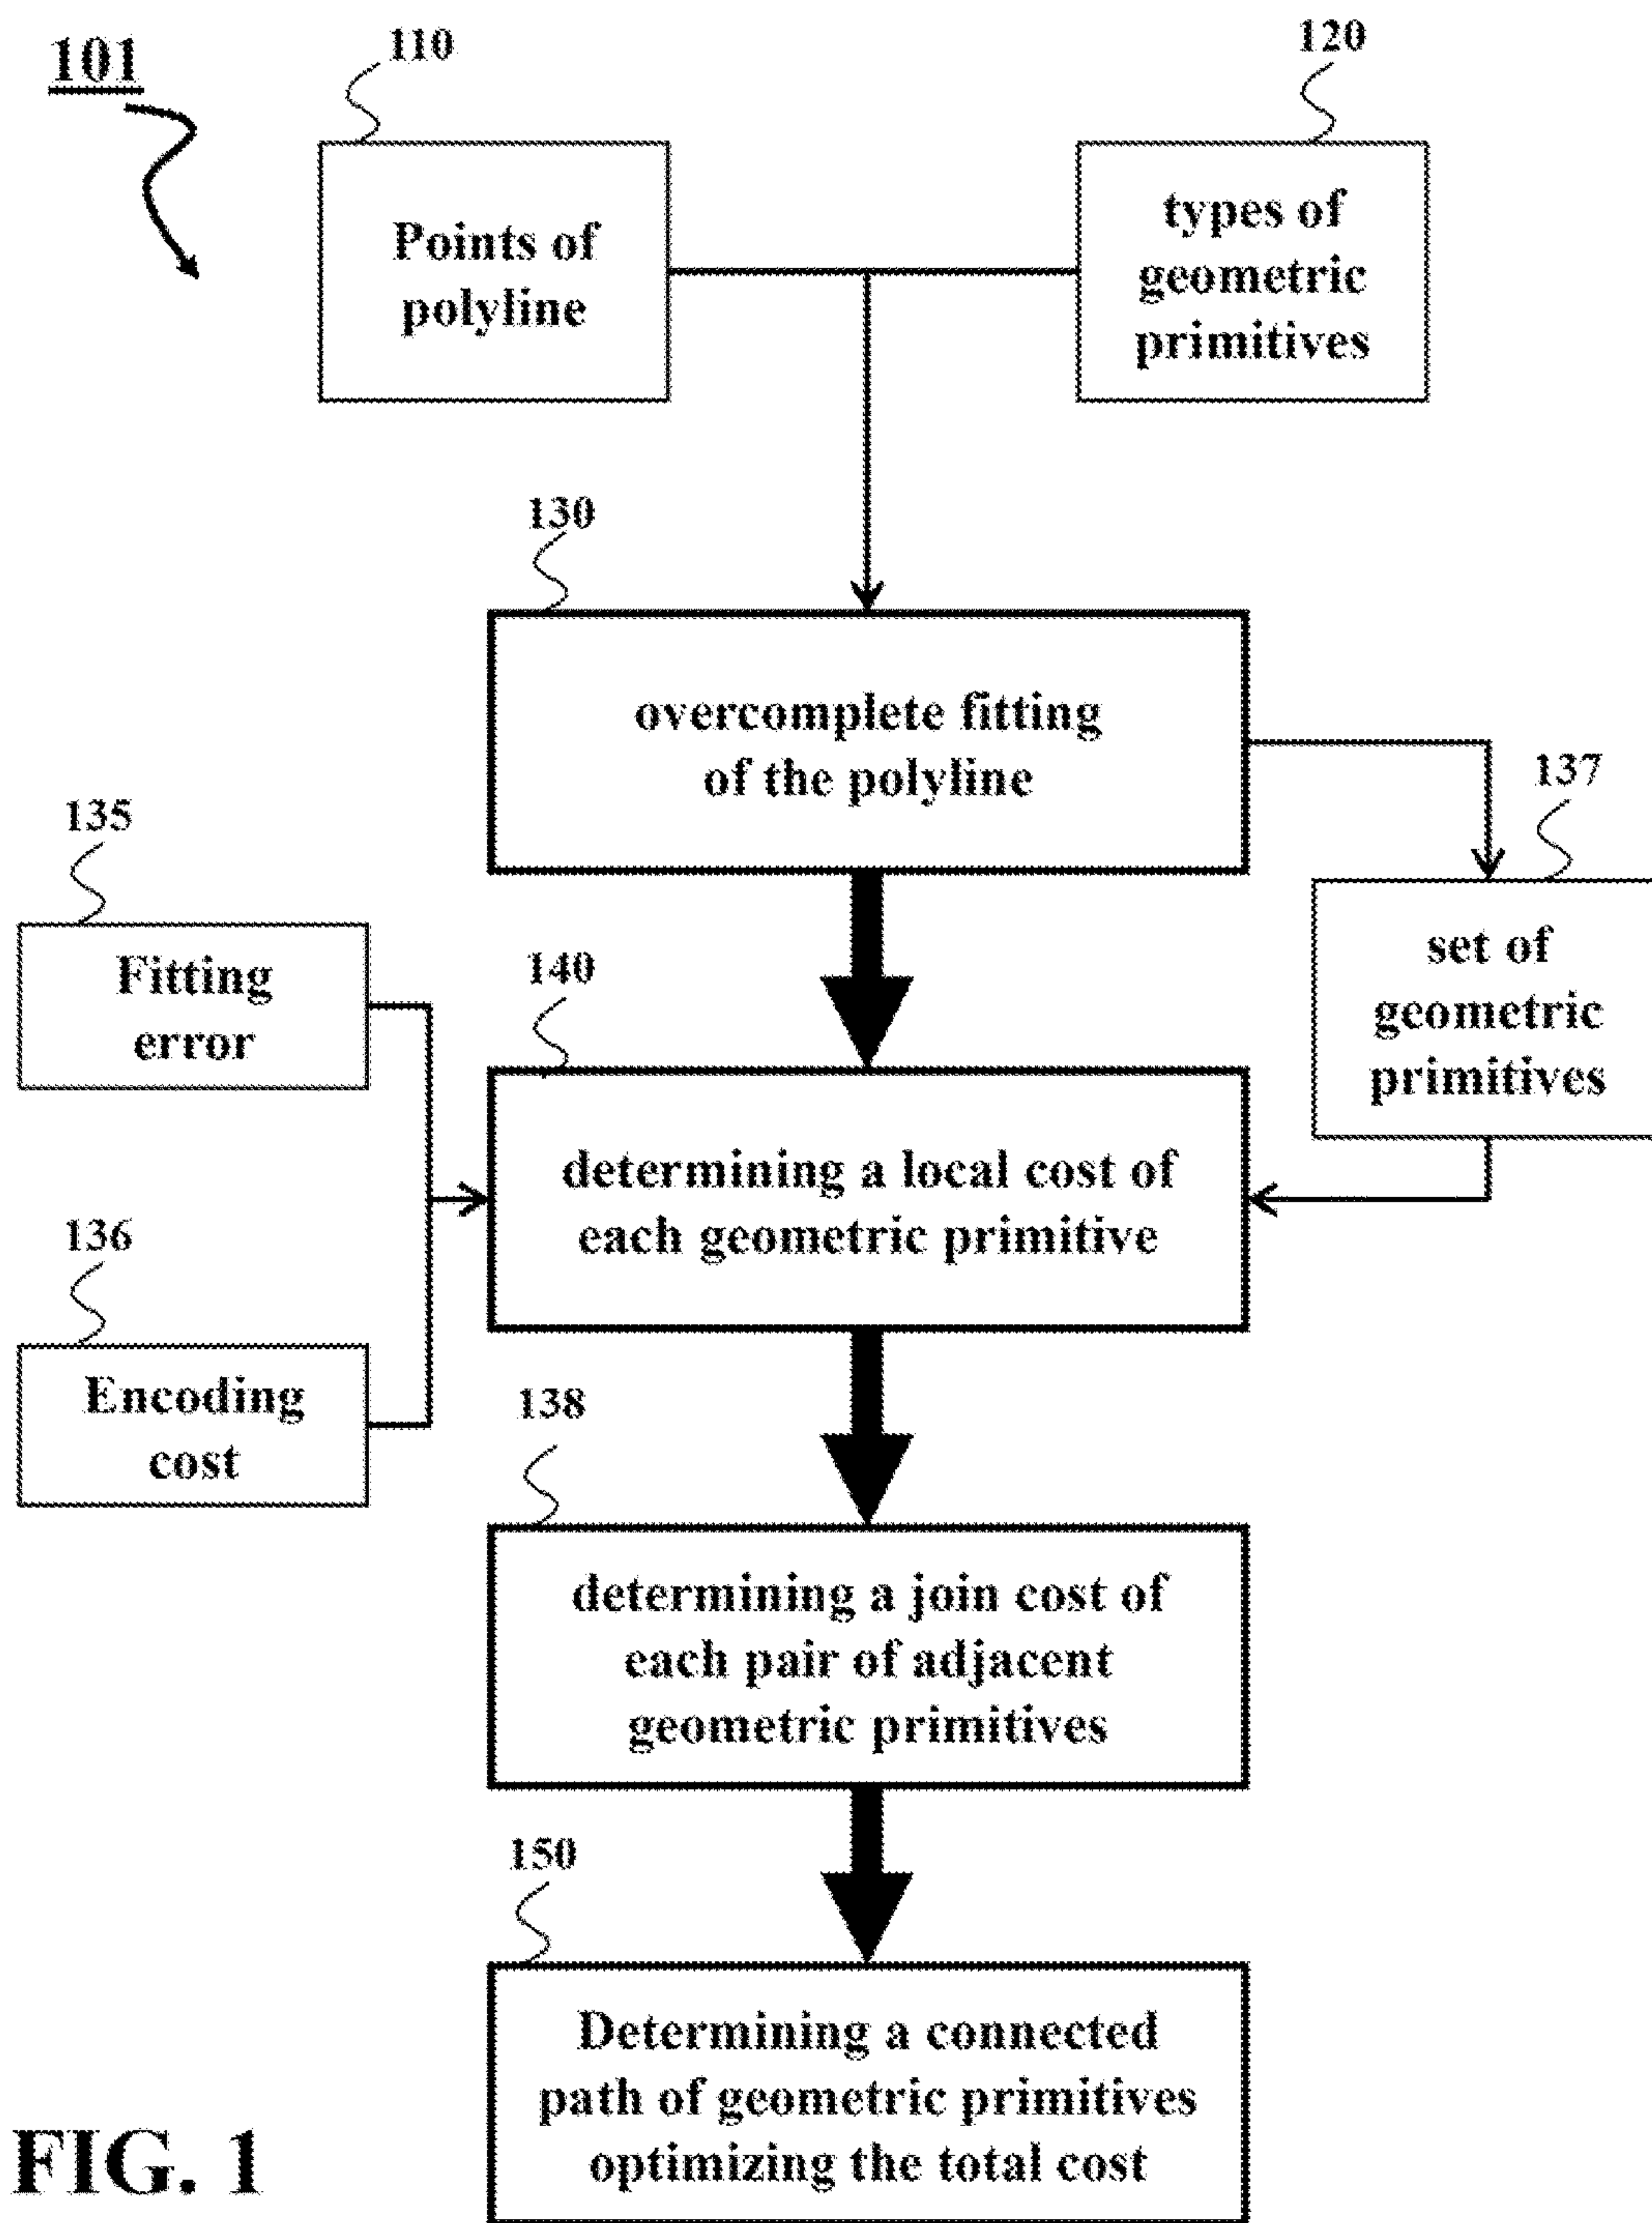 101
110
120
Points of
polyline
types of
geometric
primitives
130
overcomplete fitting
of the polyline
137
135
Fitting
error
140
set of
geometric
primitives
determining a local cost of
each geometric primitive
136
Encoding
cost
138
determining a join cost of
each pair of adjacent
geometric primitives
150
Determining a connected
path of geometric primitives
optimizing the total cost
FIG. 1